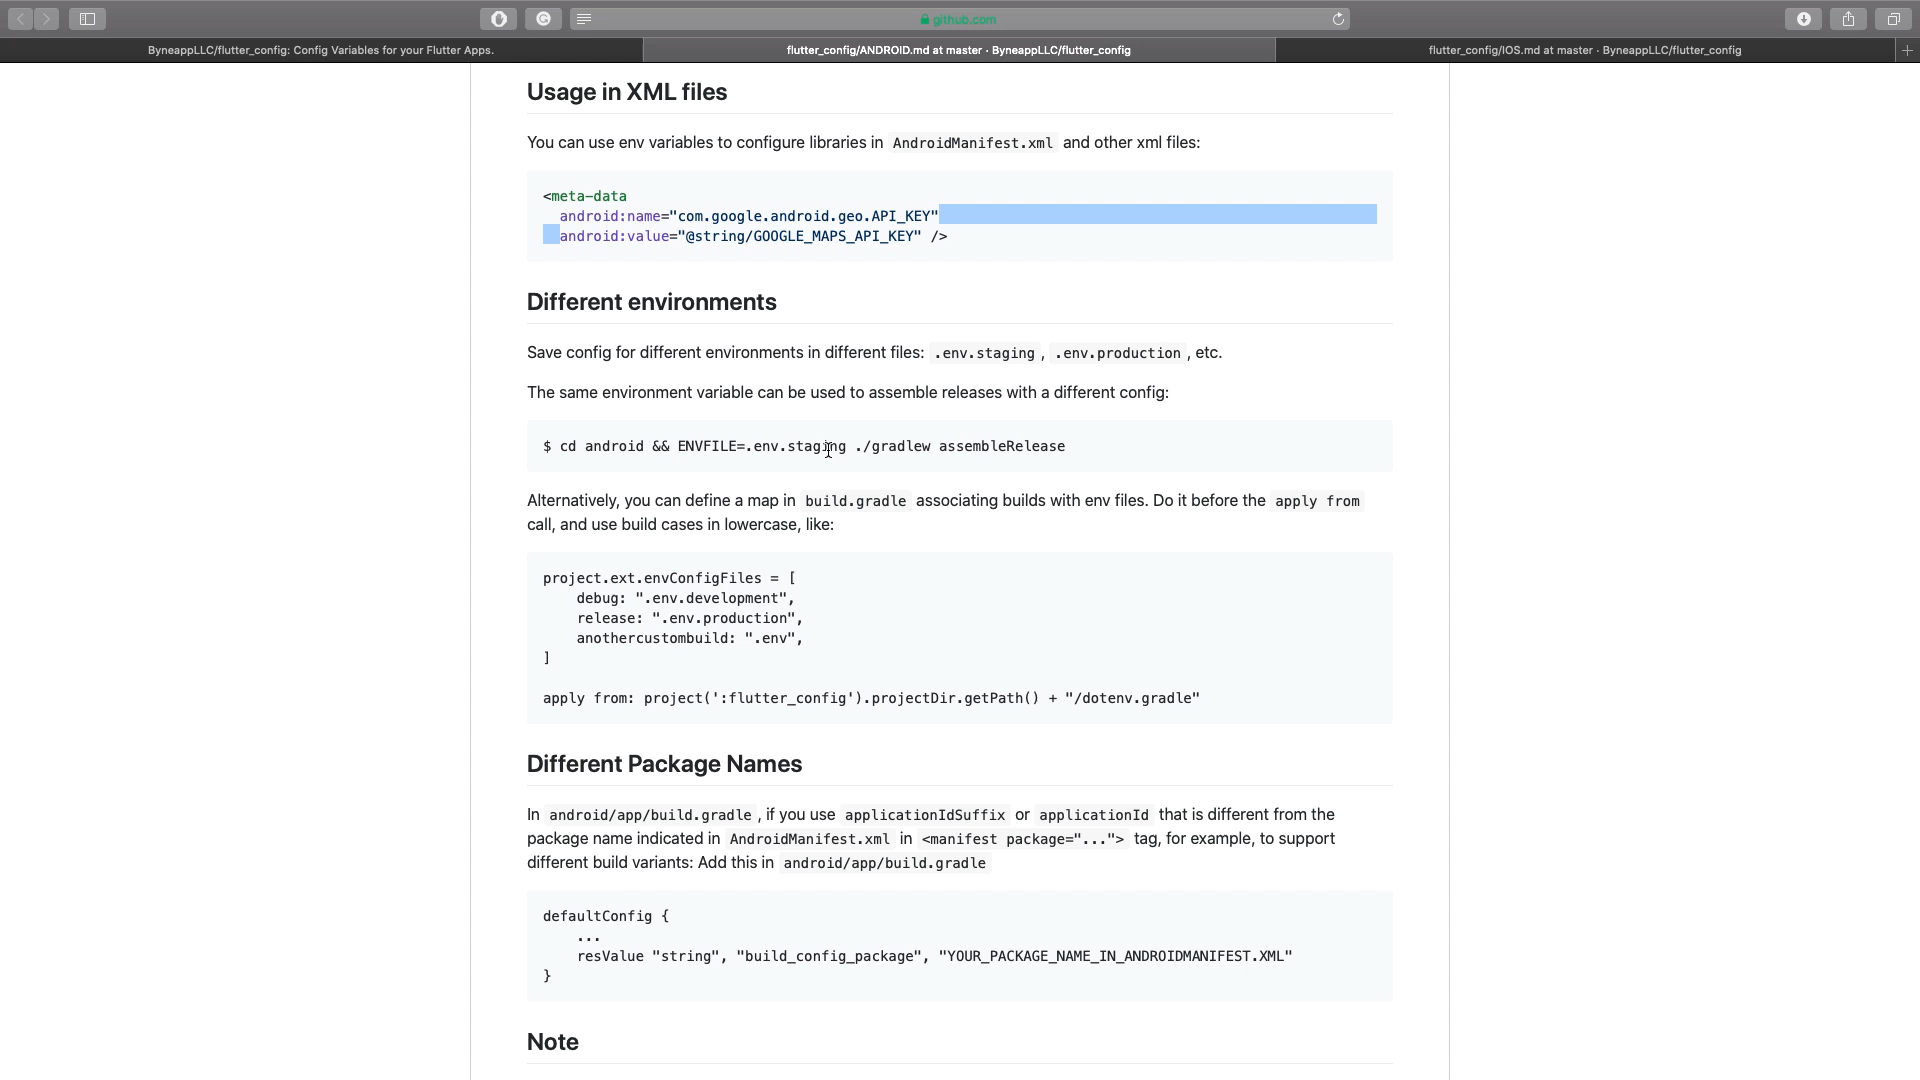 github.com
ByneappLLC/flutter_config: Config Variables for your Flutter Apps.
flutter_config/ANDROID.md at master · ByneappLLC/flutter_config
flutter_config/IOS.md at master · ByneappLLC/flutter_config
Usage in XML files
You can use env variables to configure libraries in AndroidManifest.xml and other xml files:
<meta-data
android:name="com.google.android.geo.API_KEY"
android:value="@string/GOOGLE_MAPS_API_KEY" />
Different environments
Save config for different environments in different files: .env.staging , .env.production , etc.
The same environment variable can be used to assemble releases with a different config:
$ cd android && ENVFILE=.env.staging ./gradlew assembleRelease
Alternatively, you can define a map in build.gradle associating builds with env files. Do it before the apply from
call, and use build cases in lowercase, like:
project.ext.envConfigFiles = [
debug: ".env.development",
release: ".env.production",
anothercustombuild: ".env",
]
apply from: project(':flutter_config').projectDir.getPath() + "/dotenv.gradle"
Different Package Names
In android/app/build.gradle , if you use applicationIdSuffix or applicationId that is different from the
package name indicated in AndroidManifest.xml in <manifest package="..."> tag, for example, to support
different build variants: Add this in android/app/build.gradle
defaultConfig {
...
resValue "string", "build_config_package", "YOUR_PACKAGE_NAME_IN_ANDROIDMANIFEST.XML"
}
Note